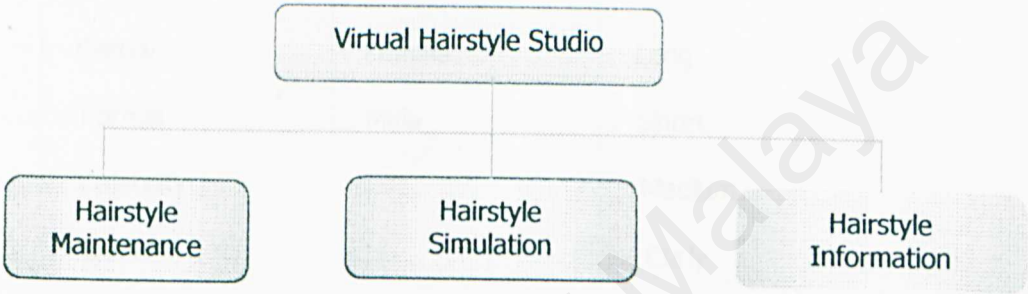 Virtual Hairstyle Studio
Hairstyle
Maintenance
Hairstyle
Simulation
Hairstyle
Information
Malaya